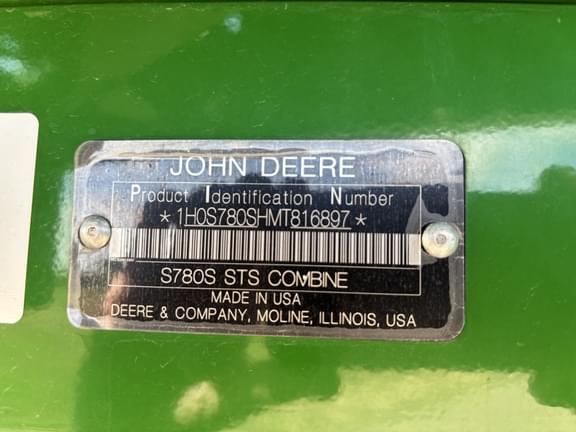 JOHN DEERE
Product Identification Number
*1H0S780SHMT816897*
S780S STS COMBINE
MADE IN USA
DEERE & COMPANY, MOLINE, ILLINOIS, USA